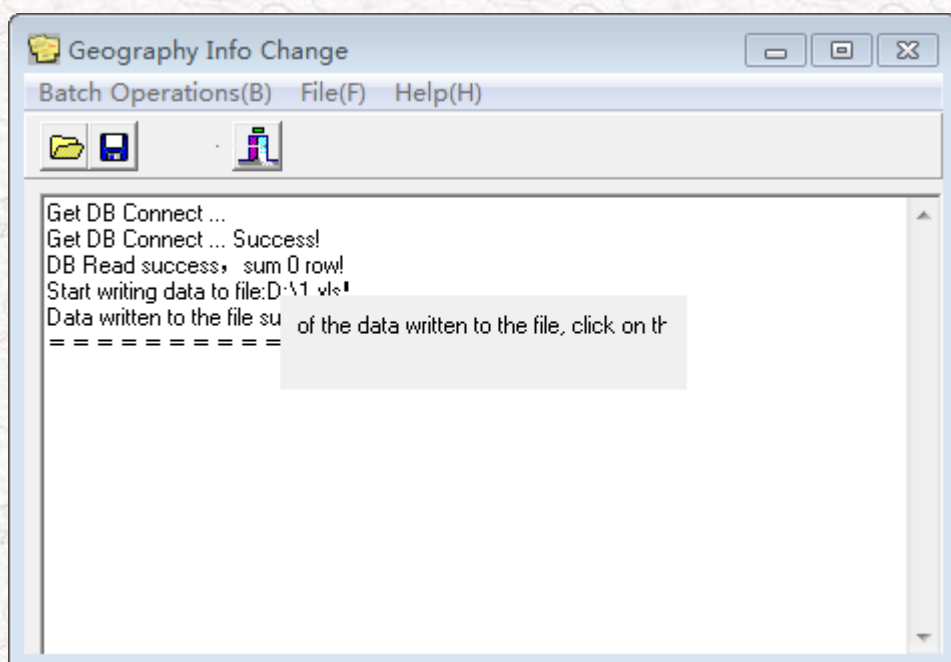 Geography Info Change
Batch Operations(B) File(F) Help(H)
Get DB Connect ...
Get DB Connect ... Success!
DB Read success, sum 0 row!
Start writing data to file:D:\1.xls!
Data written to the file
of the data written to the file, click on
= = = = = = = = = =